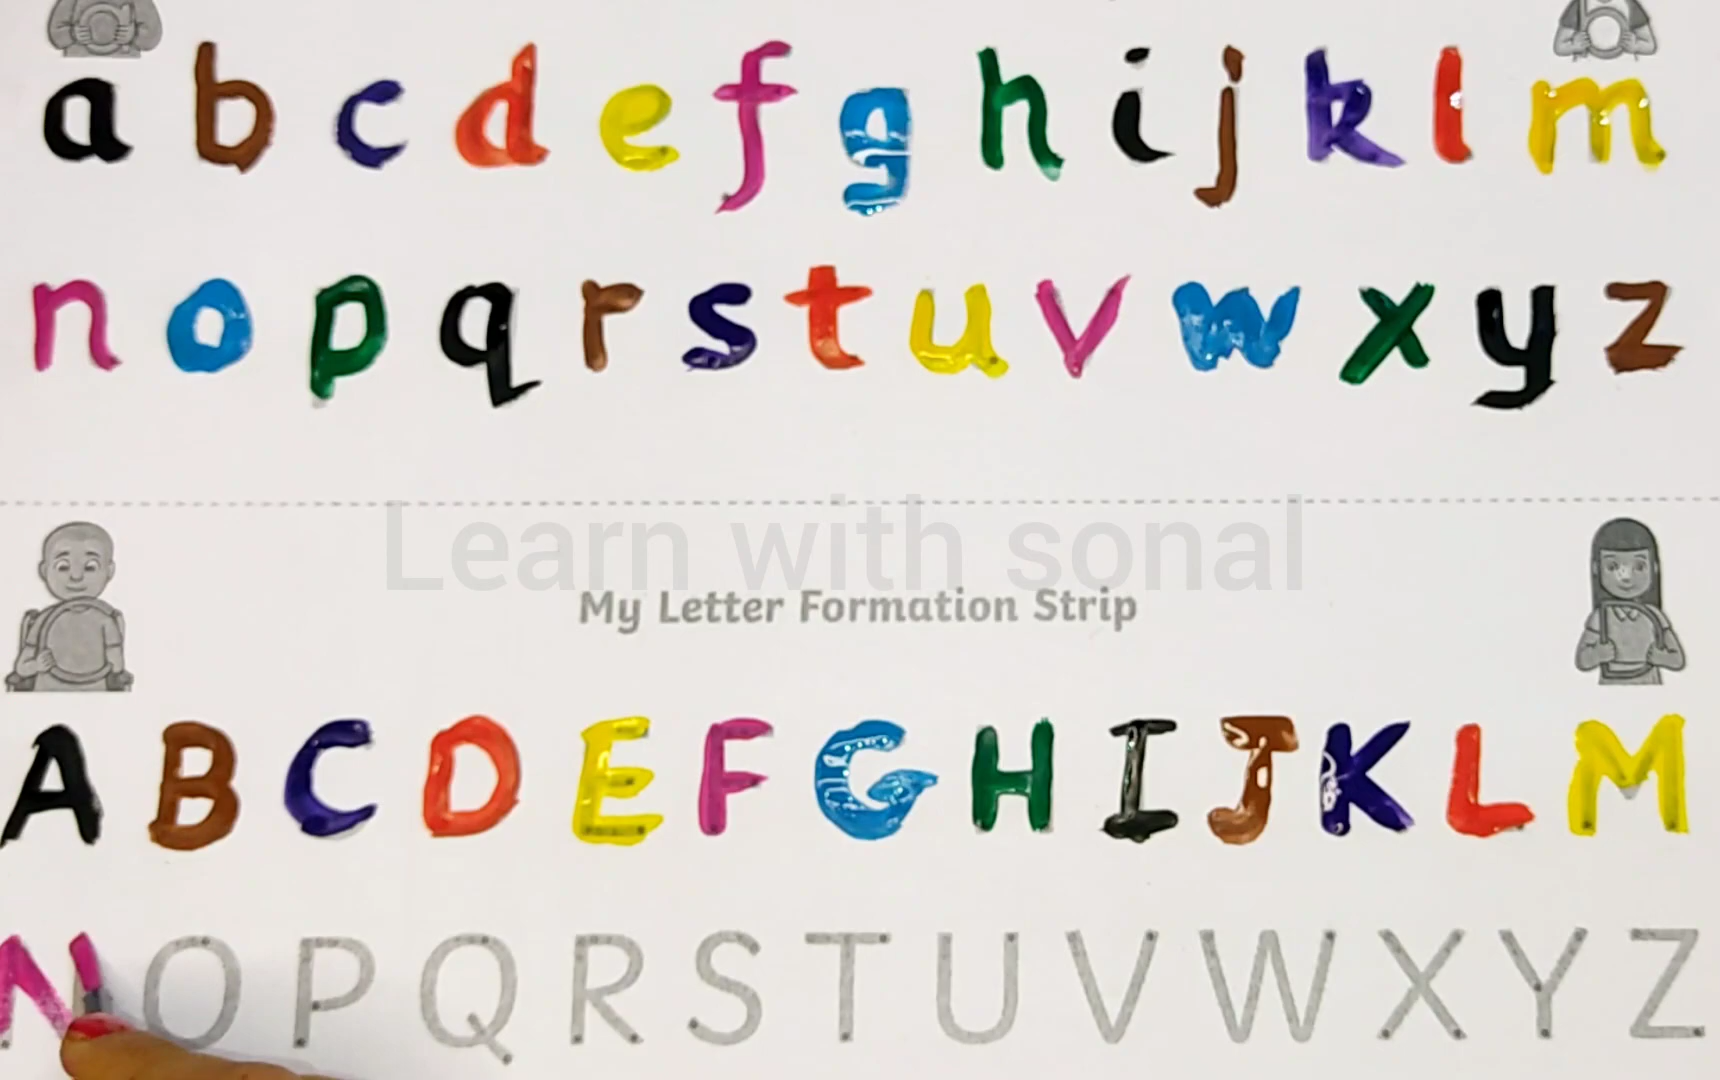 a b c d e f g h i j k l m
n o p q r s t u v w x y z
Learn with sonal
My Letter Formation Strip
A B C D E F G H I J K L M
N O P Q R S T U V W X Y Z